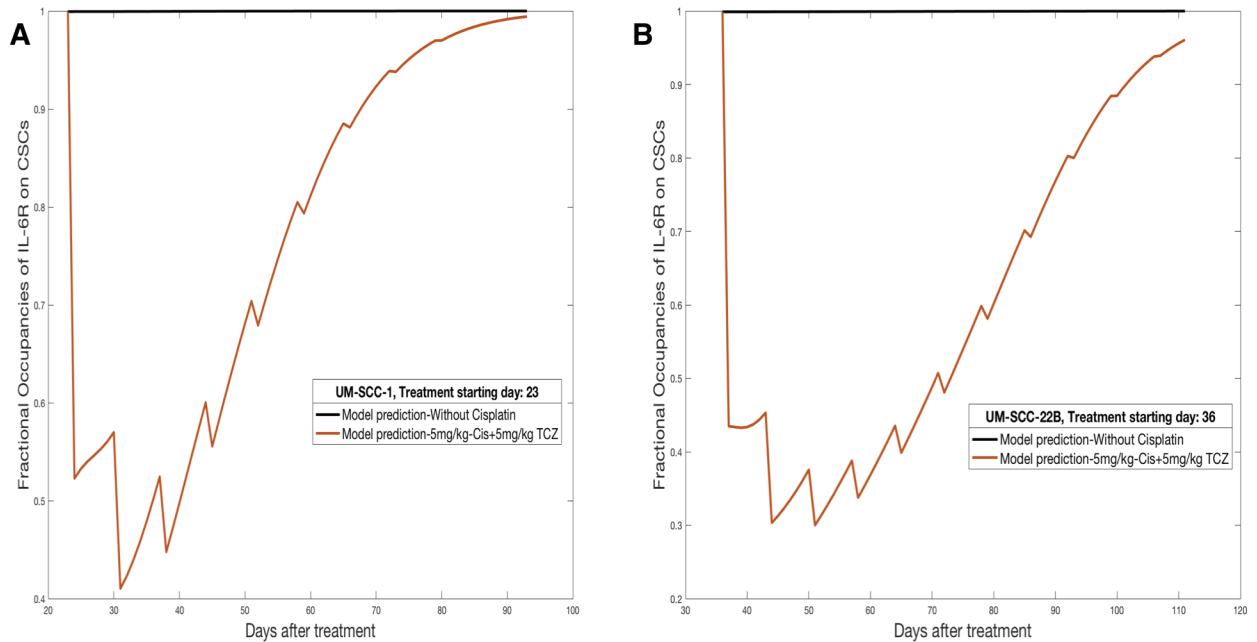 A
Fractional Occupancies of IL-6R on CSCs
1
0.9
0.8
0.7
0.6
0.5
0.4
UM-SCC-1, Treatment starting day: 23
Model prediction-Without Cisplatin
Model prediction-5mg/kg-Cis+5mg/kg TCZ
20 30 40 50 60 70 80 90 100
Days after treatment
B
Fractional Occupancies of IL-6R on CSCs
1
0.9
0.8
0.7
0.6
0.5
0.4
0.3
0.2
UM-SCC-22B, Treatment starting day: 36
Model prediction-Without Cisplatin
Model prediction-5mg/kg-Cis+5mg/kg TCZ
30 40 50 60 70 80 90 100 110 120
Days after treatment